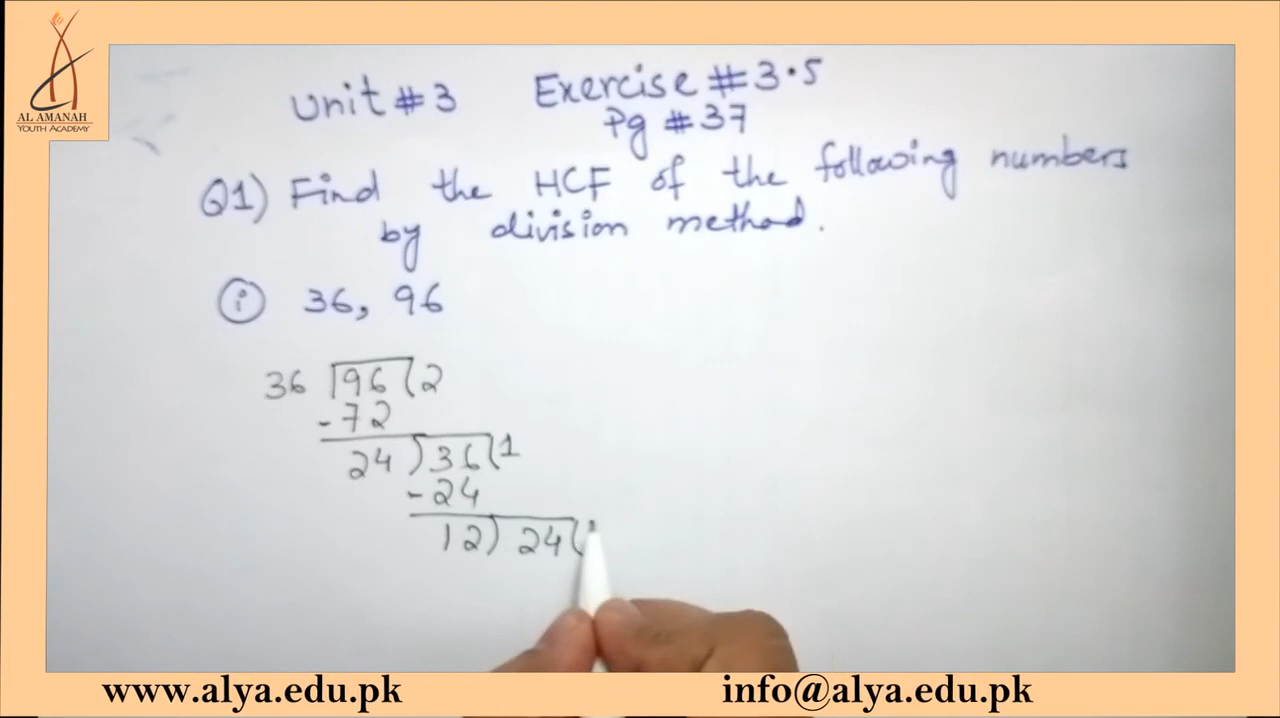 AL AMANAH
YOUTH ACADEMY
Unit # 3 Exercise # 3.5
Pg # 37
Q1) Find the HCF of the following numbers
by division method.
i 36, 96
36 96 ( 2
- 72
24 ) 36 ( 1
- 24
12 ) 24 (
www.alya.edu.pk info@alya.edu.pk